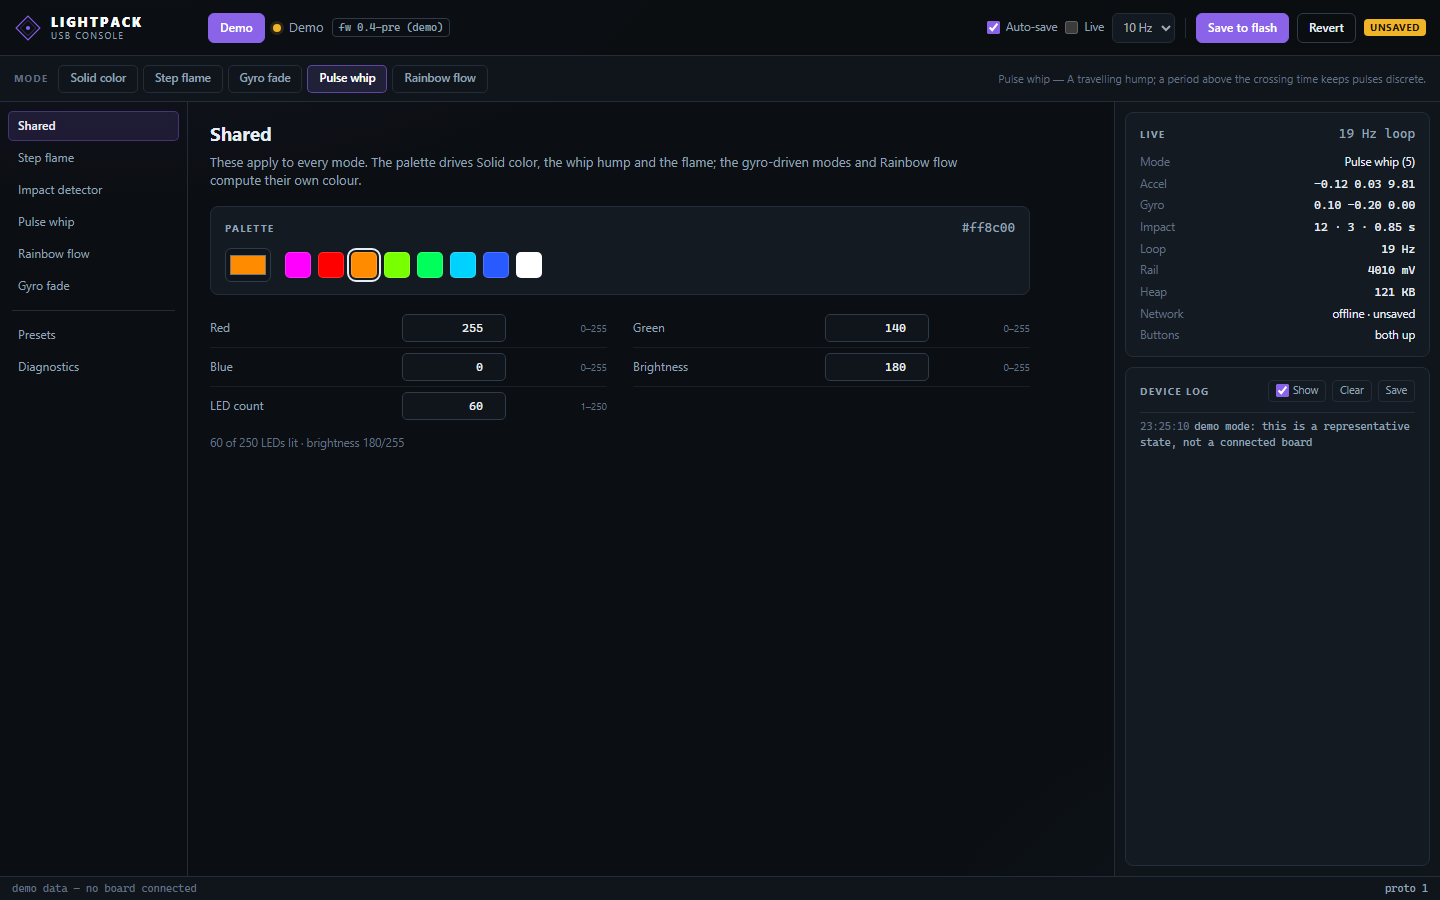 LIGHTPACK
USB CONSOLE
Demo
Demo
fw 0.4-pre (demo)
Auto-save
Live
10 Hz
Save to flash
Revert
UNSAVED
MODE
Solid color
Step flame
Gyro fade
Pulse whip
Rainbow flow
Pulse whip — A travelling hump; a period above the crossing time keeps pulses discrete.
Shared
Step flame
Impact detector
Pulse whip
Rainbow flow
Gyro fade
Presets
Diagnostics
Shared
These apply to every mode. The palette drives Solid color, the whip hump and the flame; the gyro-driven modes and Rainbow flow
compute their own colour.
PALETTE
#ff8c00
Red 255 0–255
Green 140 0–255
Blue 0 0–255
Brightness 180 0–255
LED count 60 1–250
60 of 250 LEDs lit · brightness 180/255
LIVE 19 Hz loop
Mode Pulse whip (5)
Accel −0.12 0.03 9.81
Gyro 0.10 −0.20 0.00
Impact 12 · 3 · 0.85 s
Loop 19 Hz
Rail 4010 mV
Heap 121 KB
Network offline · unsaved
Buttons both up
DEVICE LOG
Show
Clear
Save
23:25:10 demo mode: this is a representative
state, not a connected board
demo data — no board connected
proto 1